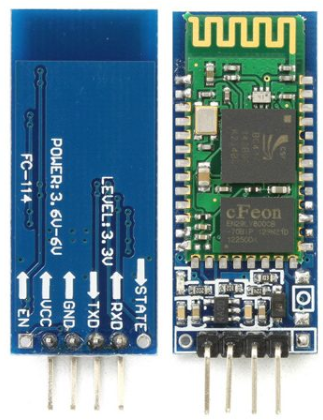 FC-114
POWER:3.6V-6V
LEVEL:3.3V
EN
VCC
GND
TXD
RXD
STATE
cFeon